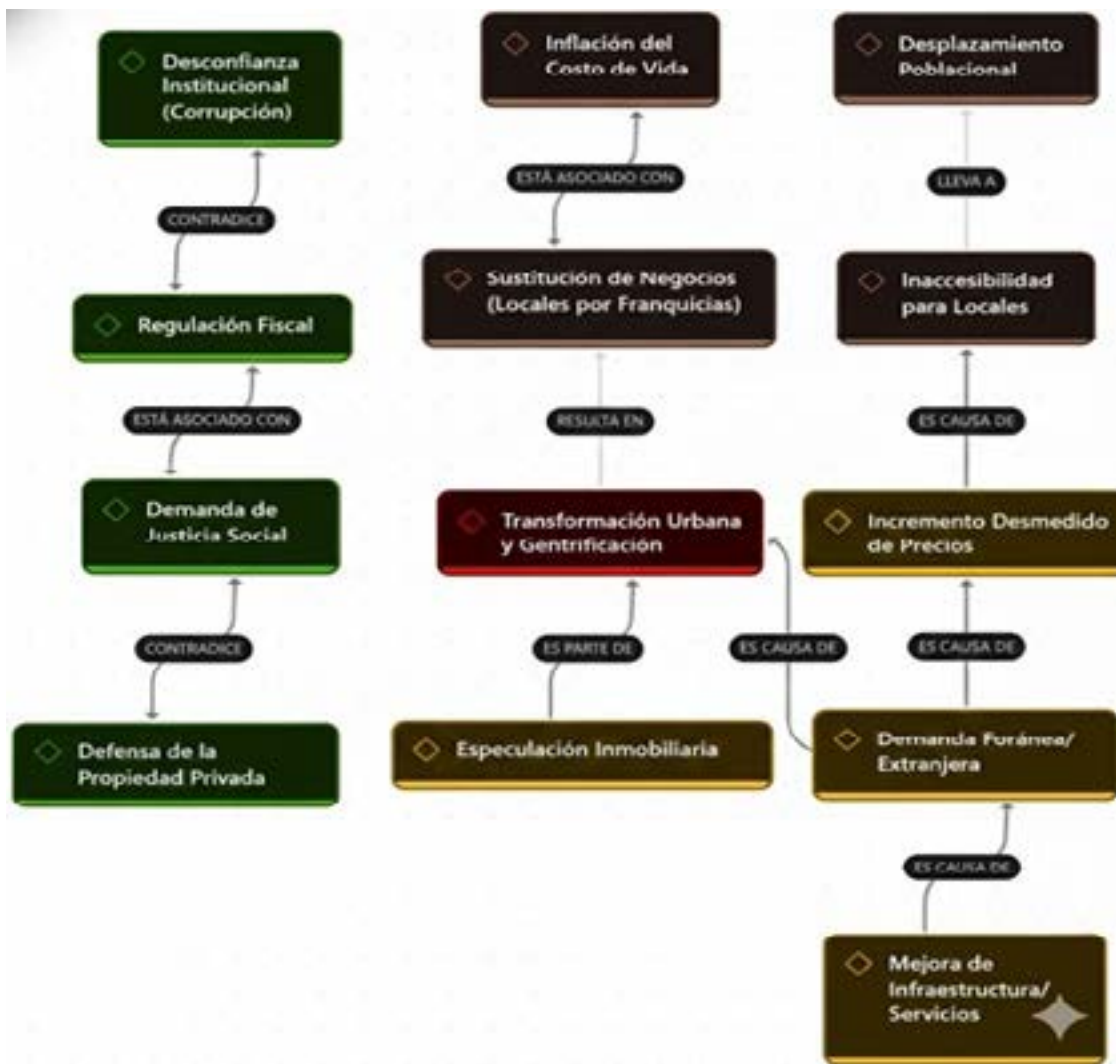 Desconfianza
Institucional
(Corrupción)
CONTRADICE
Regulación Fiscal
ESTÁ ASOCIADO CON
Demanda de
Justicia Social
CONTRADICE
Defensa de la
Propiedad Privada
Inflación del
Costo de Vida
ESTÁ ASOCIADO CON
Sustitución de Negocios
(Locales por Franquicias)
RESULTA EN
Transformación Urbana
y Gentrificación
ES PARTE DE
Especulación Inmobiliaria
ES CAUSA DE
Desplazamiento
Poblacional
LLEVA A
Inaccesibilidad
para Locales
ES CAUSA DE
Incremento Desmedido
de Precios
ES CAUSA DE
Demanda Foránea/
Extranjera
ES CAUSA DE
Mejora de
Infraestructura/
Servicios